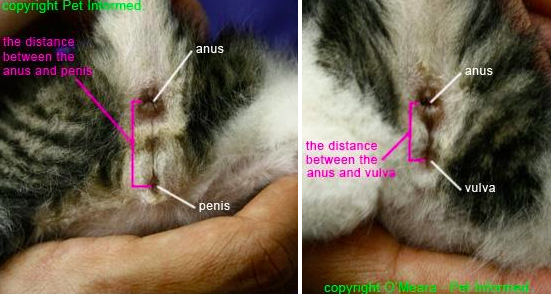 copyright Pet Informed.
the distance
between the
anus and penis
anus
penis
anus
the distance
between the
anus and vulva
vulva
copyright O'Meara - Pet Informed